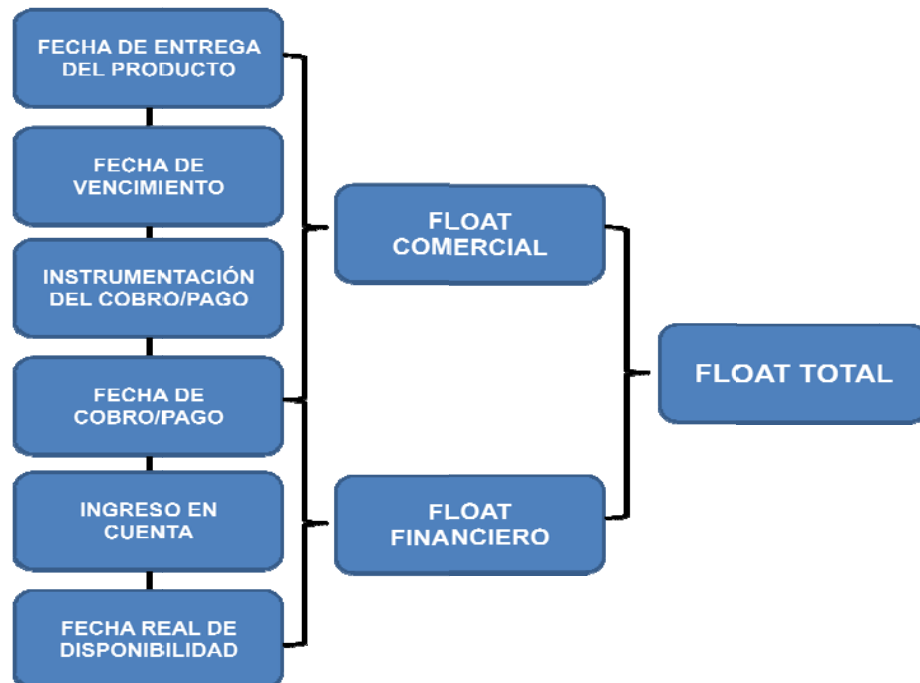 FECHA DE ENTREGA
DEL PRODUCTO
FECHA DE
VENCIMIENTO
INSTRUMENTACIÓN
DEL COBRO/PAGO
FECHA DE
COBRO/PAGO
INGRESO EN
CUENTA
FECHA REAL DE
DISPONIBILIDAD
FLOAT
COMERCIAL
FLOAT
FINANCIERO
FLOAT TOTAL